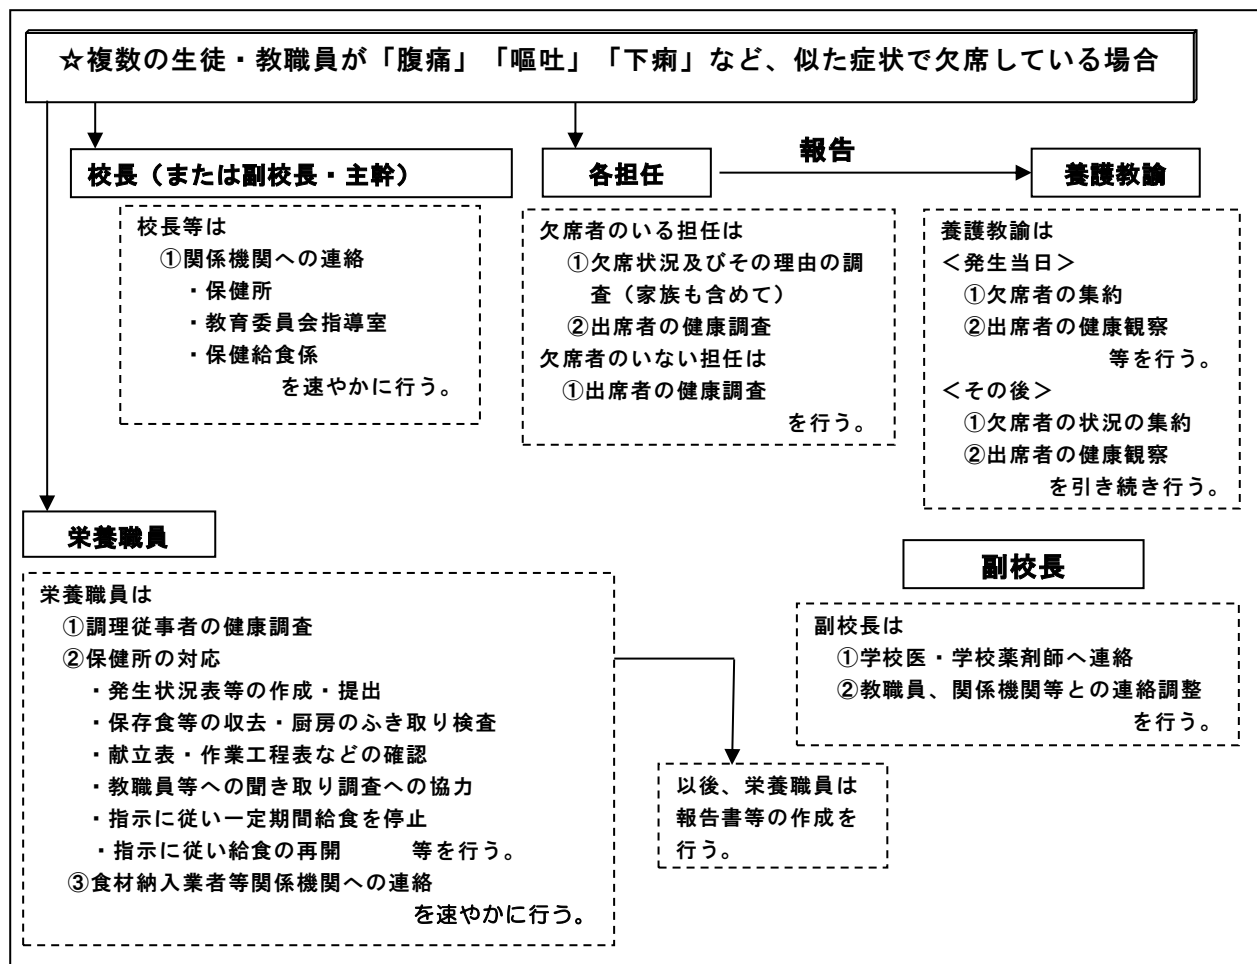 ☆複数の生徒・教職員が「腹痛」「嘔吐」「下痢」など、似た症状で欠席している場合
校長（または副校長・主幹）
校長等は
①関係機関への連絡
・保健所
・教育委員会指導室
・保健給食係
を速やかに行う。
各担任
報告
養護教諭
欠席者のいる担任は
①欠席状況及びその理由の調
査（家族も含めて）
②出席者の健康調査
欠席者のいない担任は
①出席者の健康調査
を行う。
養護教諭は
＜発生当日＞
①欠席者の集約
②出席者の健康観察
等を行う。
＜その後＞
①欠席者の状況の集約
②出席者の健康観察
を引き続き行う。
栄養職員
栄養職員は
①調理従事者の健康調査
②保健所の対応
・発生状況表等の作成・提出
・保存食等の収去・厨房のふき取り検査
・献立表・作業工程表などの確認
・教職員等への聞き取り調査への協力
・指示に従い一定期間給食を停止
・指示に従い給食の再開　　　等を行う。
③食材納入業者等関係機関への連絡
を速やかに行う。
以後、栄養職員は
報告書等の作成を
行う。
副校長
副校長は
①学校医・学校薬剤師へ連絡
②教職員、関係機関等との連絡調整
を行う。